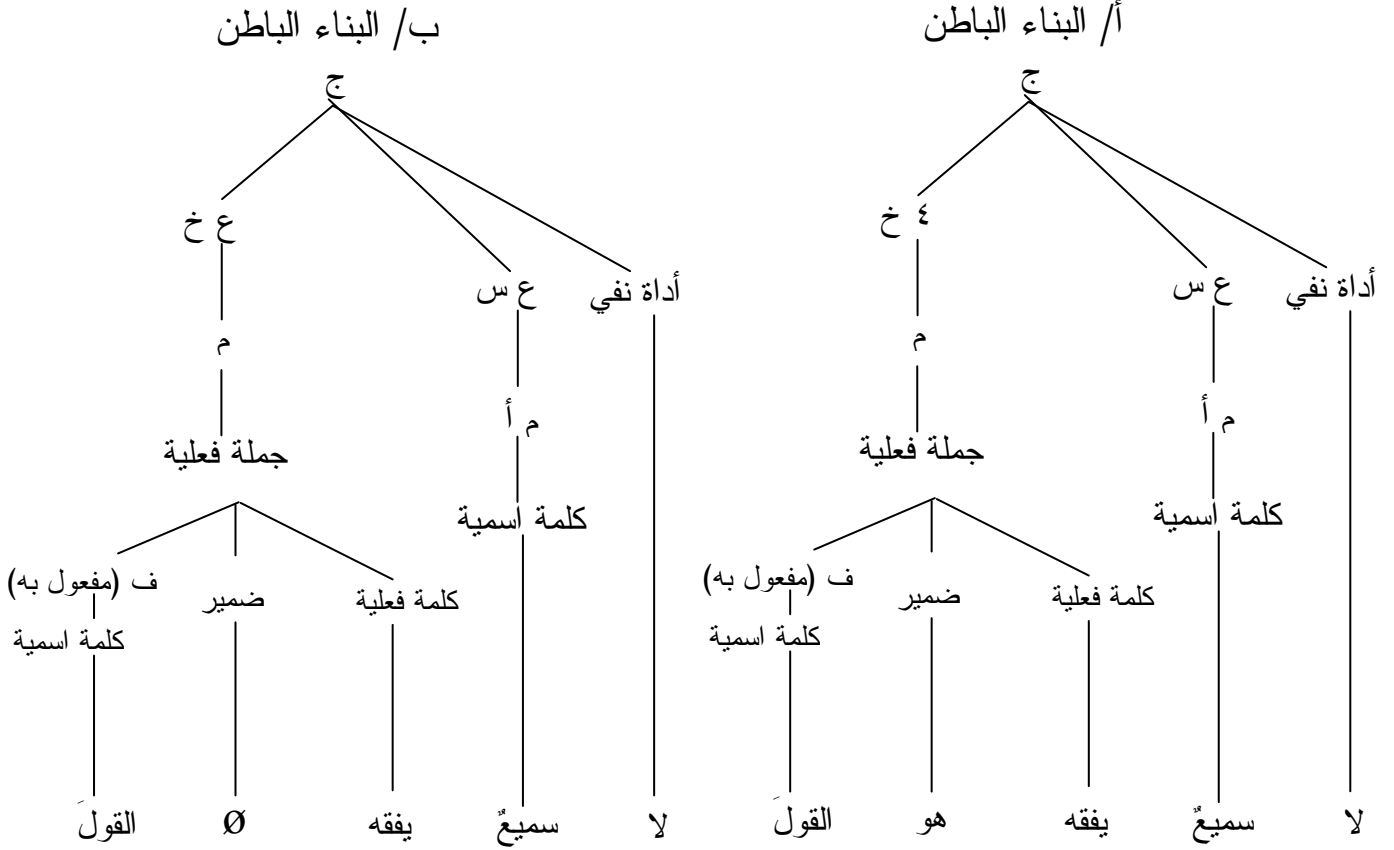 أ/ البناء الباطن
ج
٤ خ
ع س
أداة نفي
م
م أ
جملة فعلية
كلمة اسمية
ف (مفعول به)
ضمير
كلمة فعلية
كلمة اسمية
لا سميعٌ يفقه هو القولَ
ب/ البناء الباطن
ج
ع خ
ع س
أداة نفي
م
م أ
جملة فعلية
كلمة اسمية
ف (مفعول به)
ضمير
كلمة فعلية
كلمة اسمية
لا سميعٌ يفقه Ø القولَ